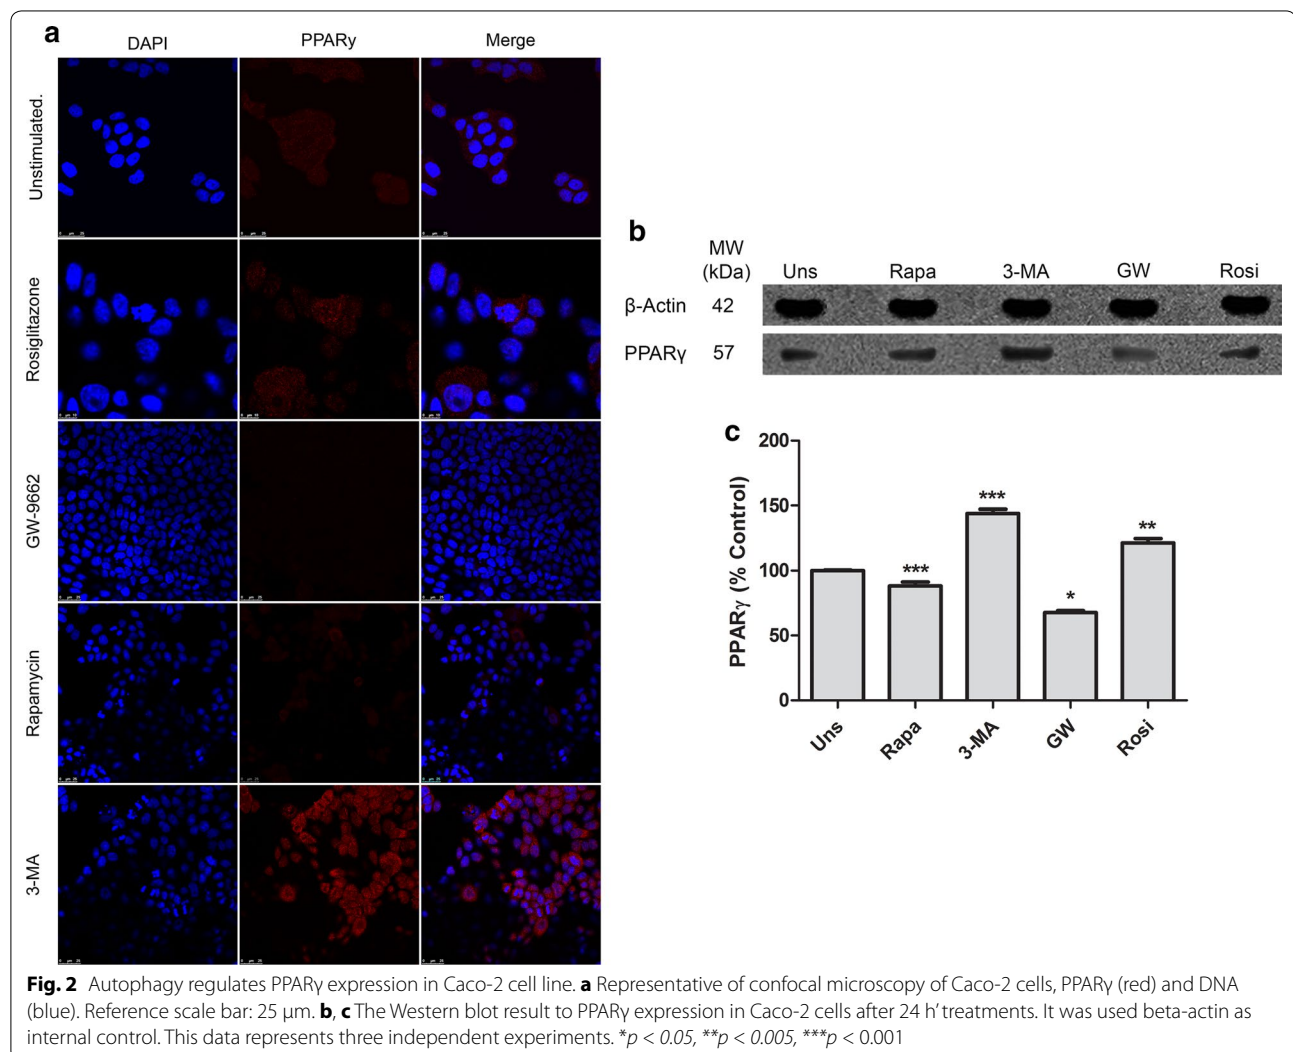 a
DAPI PPARγ Merge
Unstimulated.
Rosiglitazone
GW-9662
Rapamycin
3-MA
b
MW
(kDa) Uns Rapa 3-MA GW Rosi
β-Actin 42
PPARγ 57
c
PPARγ (% Control)
200
150
100
50
0
***
***
*
**
Uns Rapa 3-MA GW Rosi
Fig. 2 Autophagy regulates PPARγ expression in Caco-2 cell line. a Representative of confocal microscopy of Caco-2 cells, PPARγ (red) and DNA
(blue). Reference scale bar: 25 μm. b, c The Western blot result to PPARγ expression in Caco-2 cells after 24 h’ treatments. It was used beta-actin as
internal control. This data represents three independent experiments. *p < 0.05, **p < 0.005, ***p < 0.001